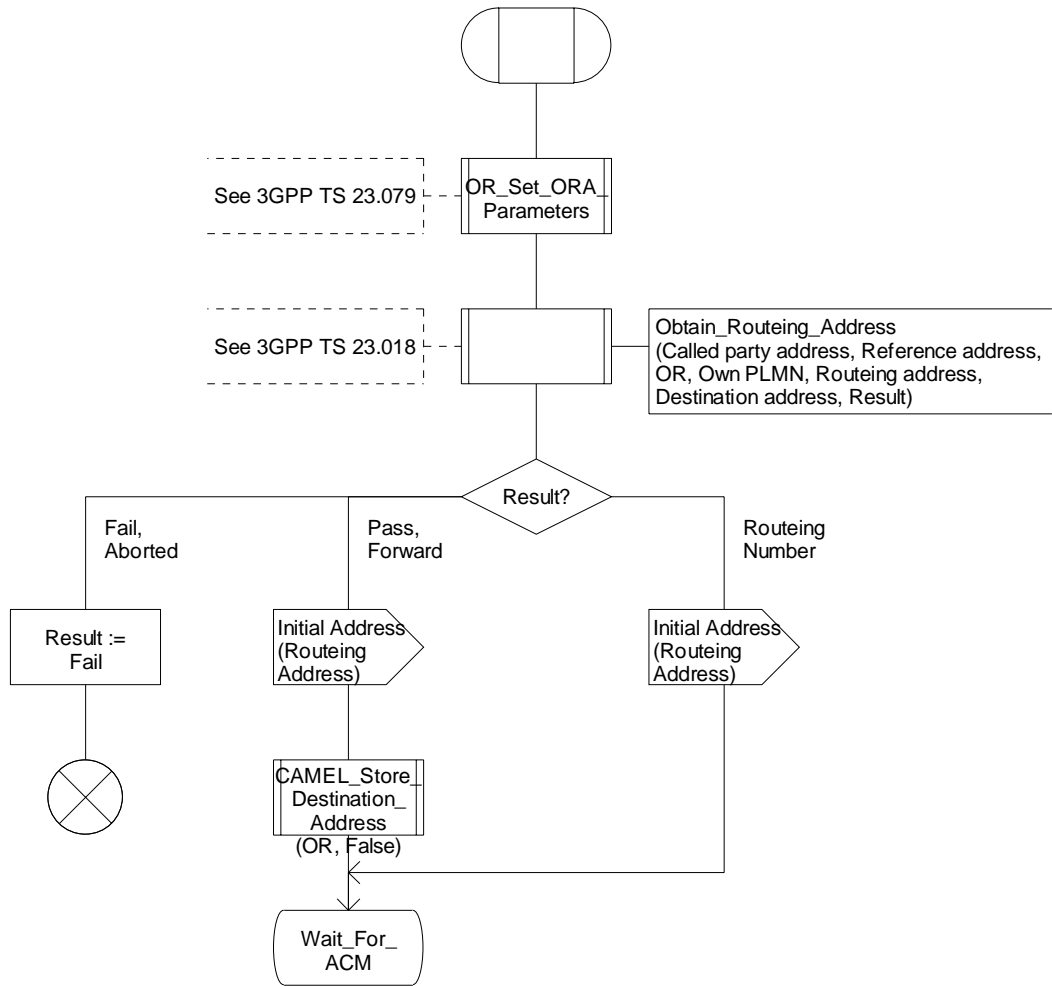 See 3GPP TS 23.079
OR_Set_ORA_
Parameters
See 3GPP TS 23.018
Obtain_Routeing_Address
(Called party address, Reference address,
OR, Own PLMN, Routeing address,
Destination address, Result)
Result?
Fail,
Aborted
Pass,
Forward
Routeing
Number
Result :=
Fail
Initial Address
(Routeing
Address)
Initial Address
(Routeing
Address)
CAMEL_Store_
Destination_
Address
(OR, False)
Wait_For_
ACM